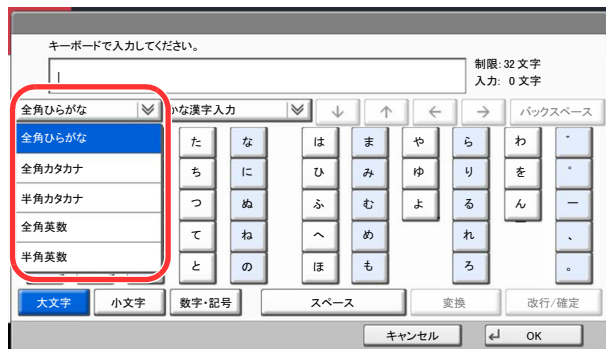 キーボードで入力してください。
制限: 32 文字
入力: 0 文字
全角ひらがな かな漢字入力 ↓ ↑ ← → バックスペース
全角ひらがな た な は ま や ら わ ゛
全角カタカナ ち に ひ み ゆ り を ゜
半角カタカナ つ ぬ ふ む よ る ん ー
全角英数 て ね へ め れ 、
半角英数 と の ほ も ろ 。
大文字 小文字 数字・記号 スペース 変換 改行/確定
キャンセル OK